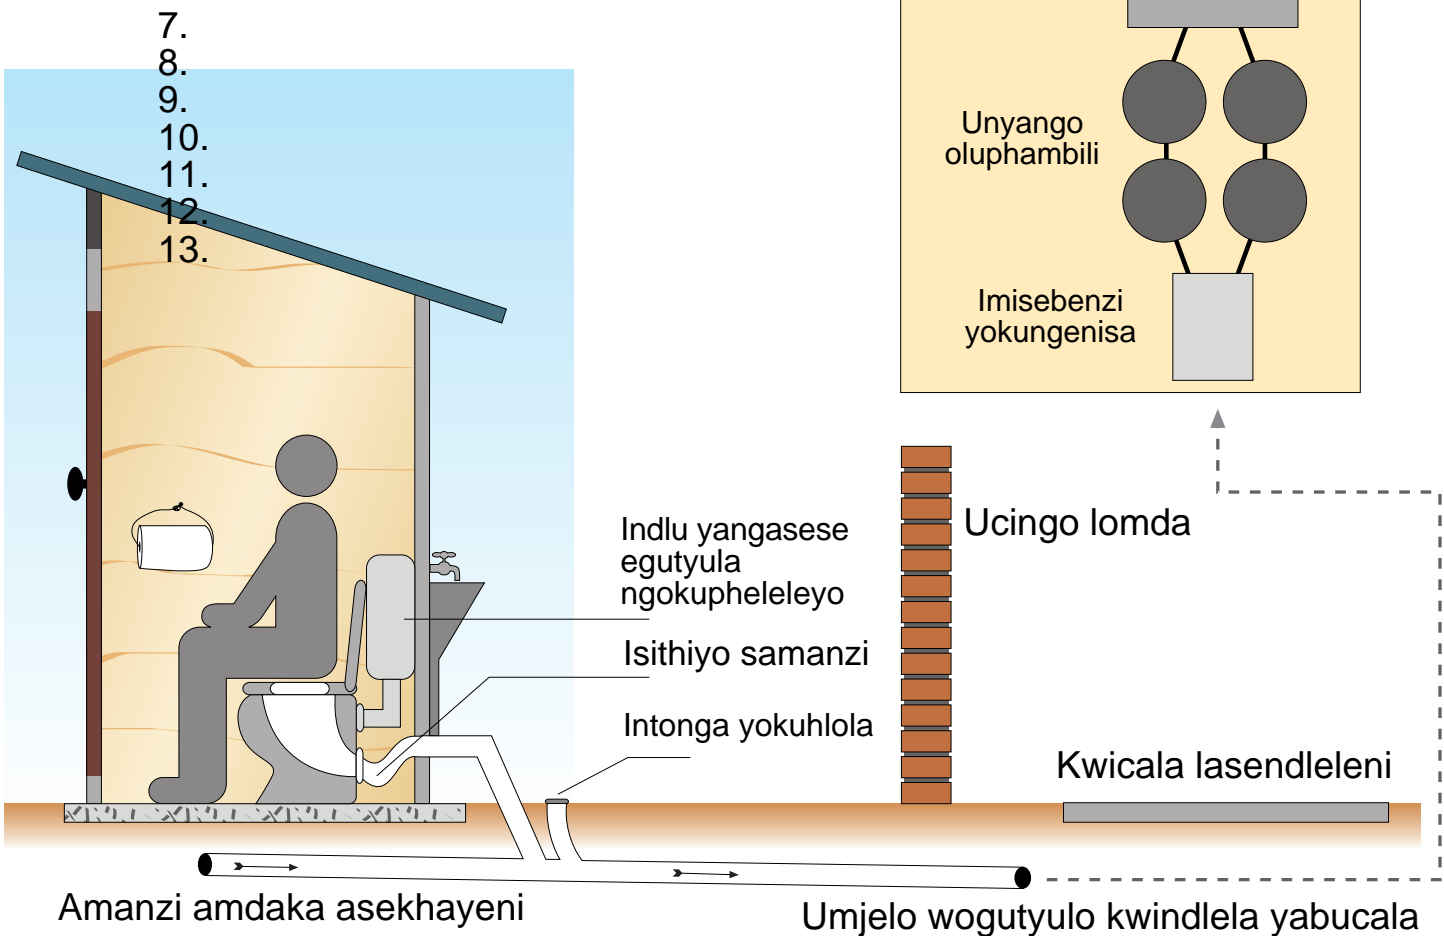 7.
8.
9.
10.
11.
12.
13.
Unyango
oluphambili
Imisebenzi
yokungenisa
Ucingo lomda
Indlu yangasese
egutyula
ngokupheleleyo
Isithiyo samanzi
Intonga yokuhlola
Kwicala lasendleleni
Amanzi amdaka asekhayeni
Umjelo wogutyulo kwindlela yabucala